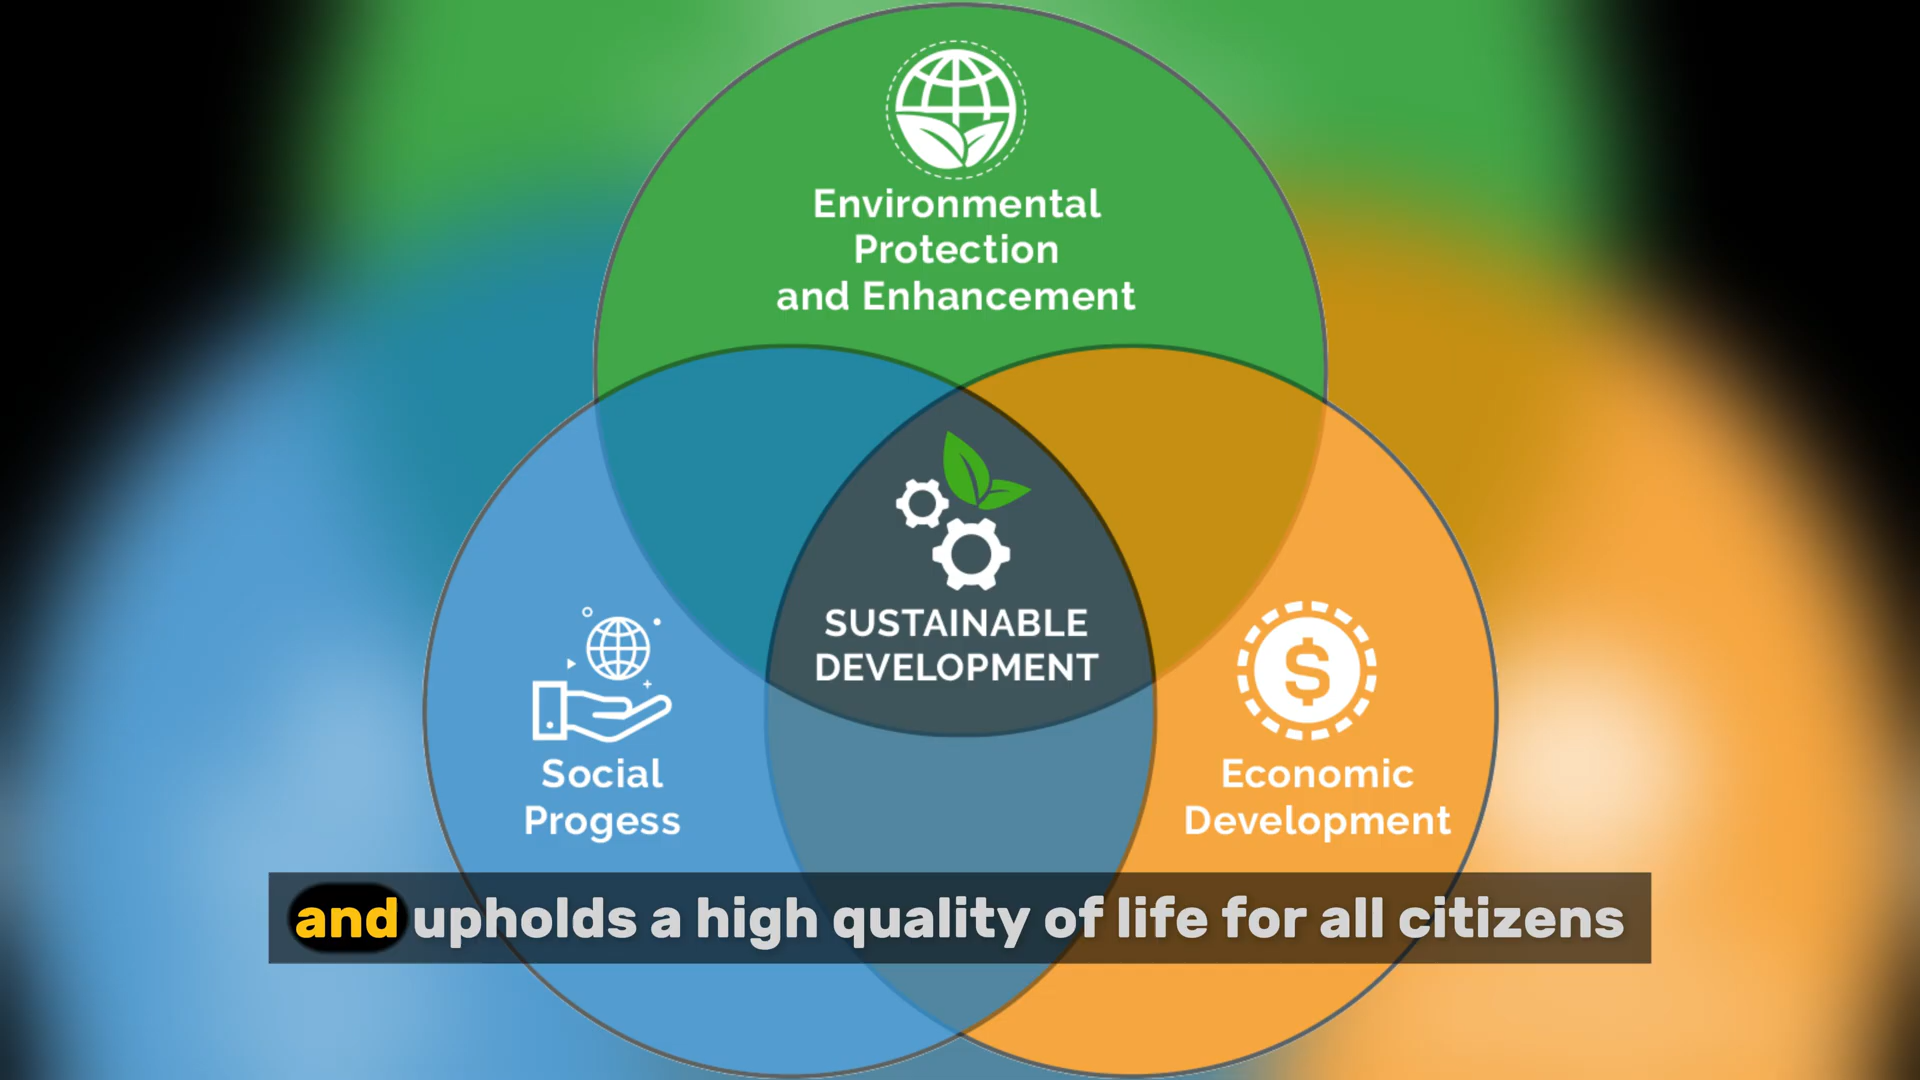 Environmental
Protection
and Enhancement
SUSTAINABLE
DEVELOPMENT
$
Social
Progess
Economic
Development
and upholds a high quality of life for all citizens